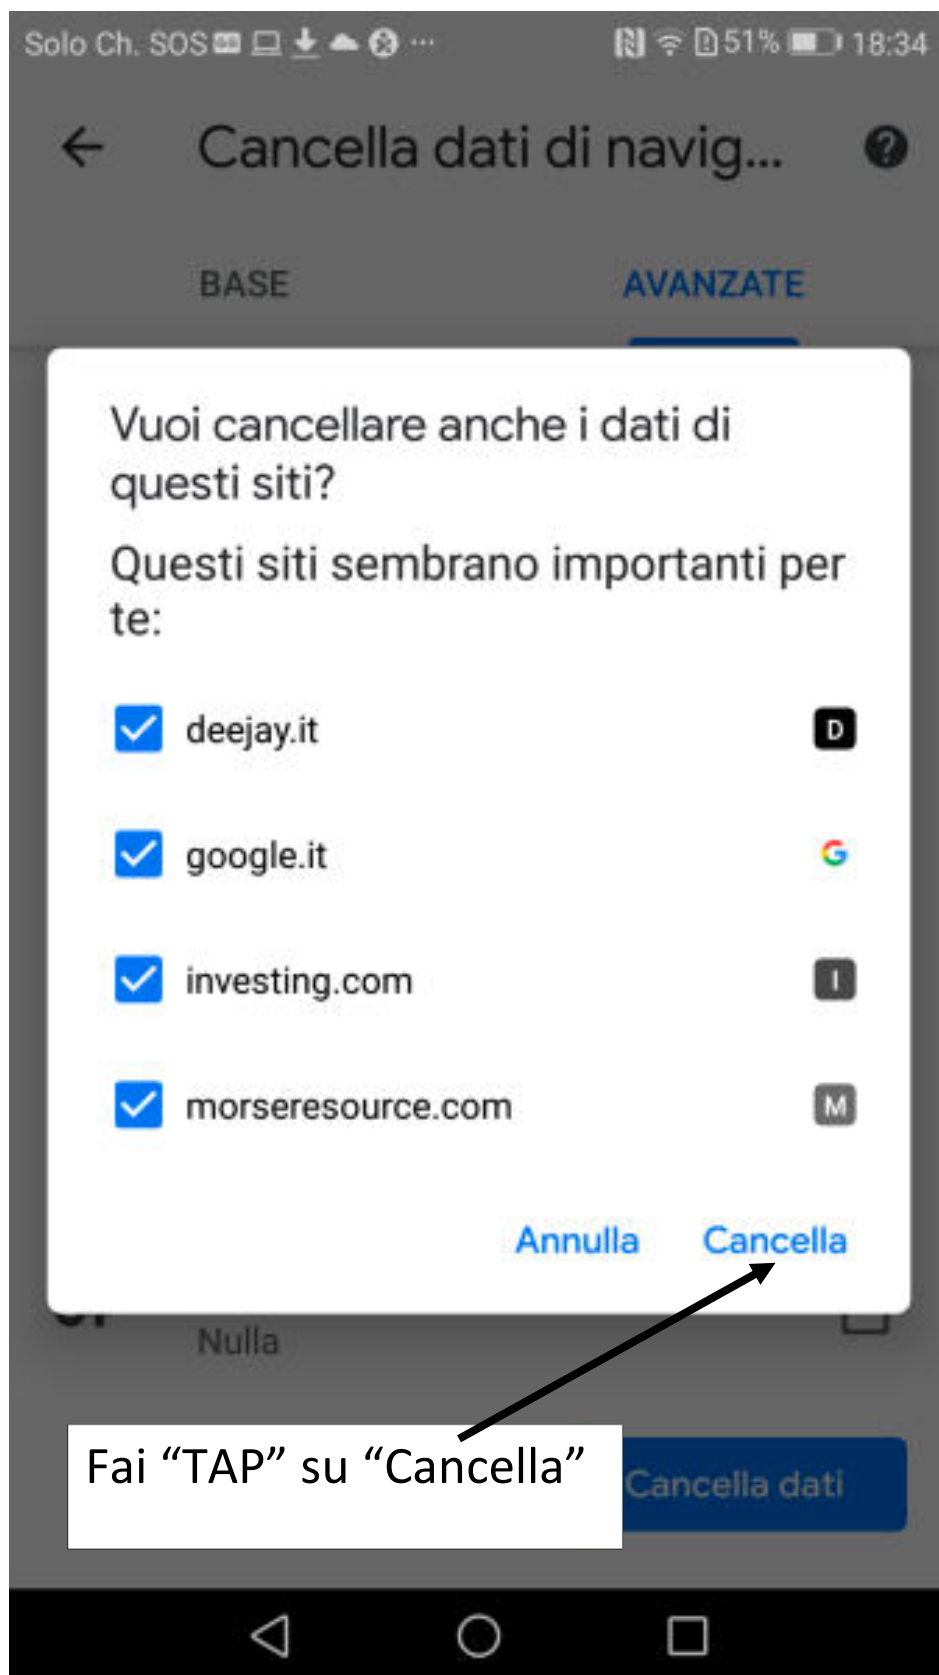 Solo Ch. SOS 51% 18:34
Cancella dati di navig...
BASE AVANZATE
Vuoi cancellare anche i dati di
questi siti?
Questi siti sembrano importanti per
te:
deejay.it D
google.it G
investing.com I
morseresource.com M
Annulla Cancella
Nulla
Fai “TAP” su “Cancella”
Cancella dati